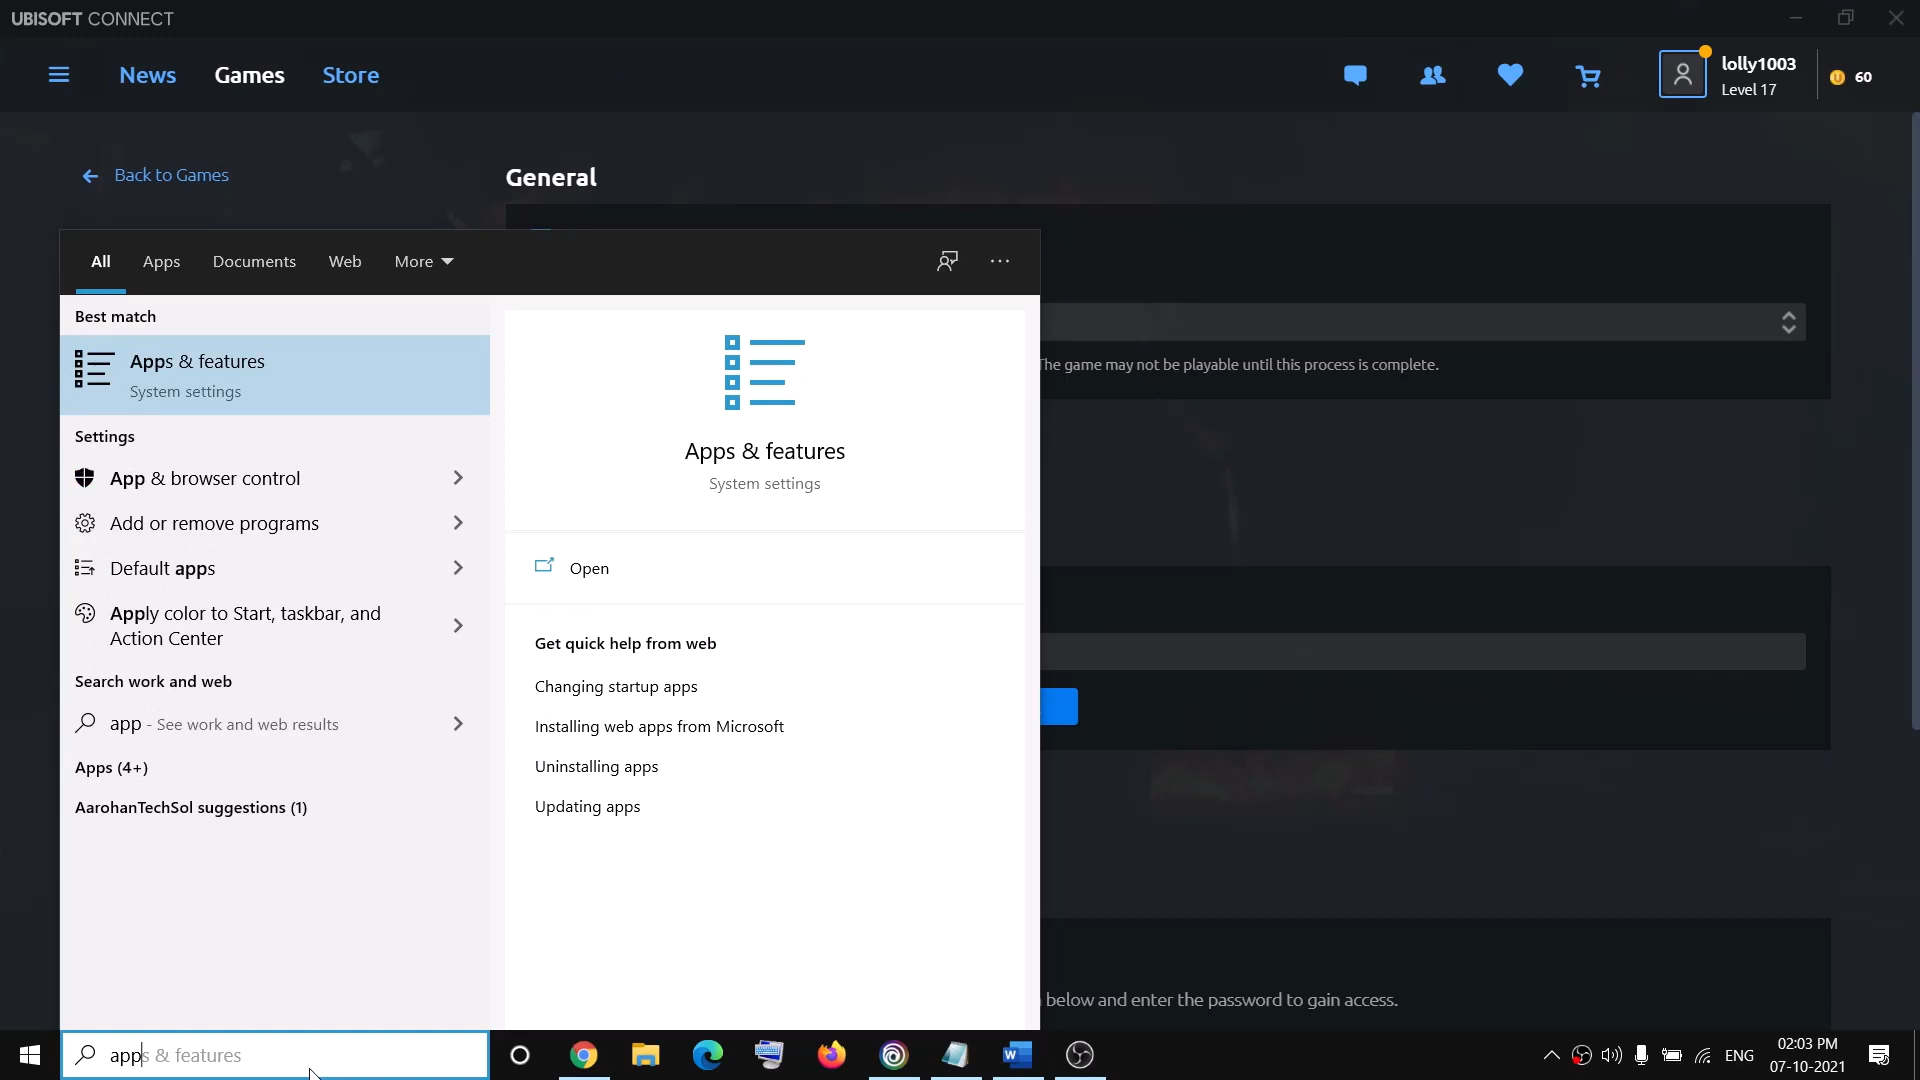 UBISOFT CONNECT
News
Games
Store
lolly1003
Level 17
60
Back to Games
General
All
Apps
Documents
Web
More
Best match
Apps & features
System settings
Settings
App & browser control
Add or remove programs
Default apps
Apply color to Start, taskbar, and
Action Center
Search work and web
app - See work and web results
Apps (4+)
AarohanTechSol suggestions (1)
Apps & features
System settings
Open
Get quick help from web
Changing startup apps
Installing web apps from Microsoft
Uninstalling apps
Updating apps
The game may not be playable until this process is complete.
below and enter the password to gain access.
apps & features
ENG
02:03 PM
07-10-2021